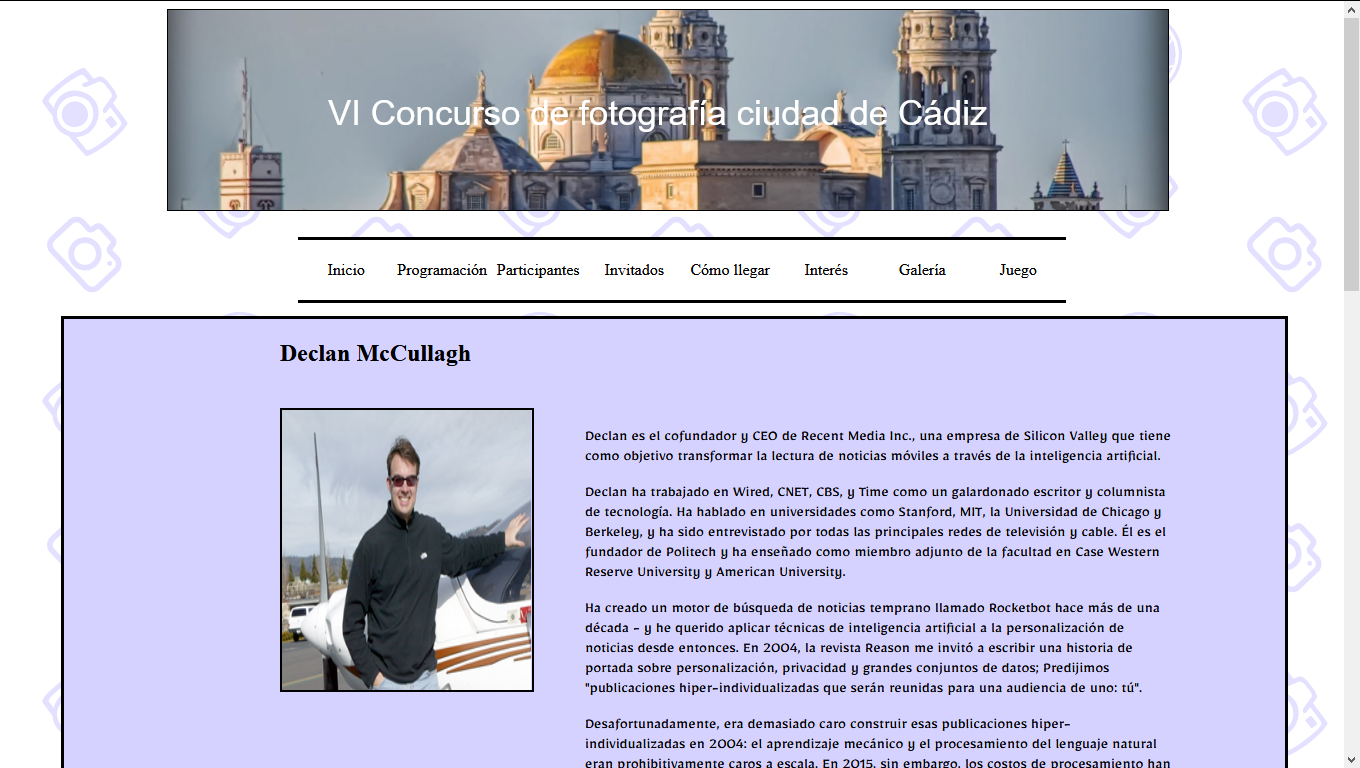 VI Concurso de fotografía ciudad de Cádiz
Inicio Programación Participantes Invitados Cómo llegar Interés Galería Juego
Declan McCullagh
Declan es el cofundador y CEO de Recent Media Inc., una empresa de Silicon Valley que tiene
como objetivo transformar la lectura de noticias móviles a través de la inteligencia artificial.
Declan ha trabajado en Wired, CNET, CBS, y Time como un galardonado escritor y columnista
de tecnología. Ha hablado en universidades como Stanford, MIT, la Universidad de Chicago y
Berkeley, y ha sido entrevistado por todas las principales redes de televisión y cable. Él es el
fundador de Politech y ha enseñado como miembro adjunto de la facultad en Case Western
Reserve University y American University.
Ha creado un motor de búsqueda de noticias temprano llamado Rocketbot hace más de una
década - y he querido aplicar técnicas de inteligencia artificial a la personalización de
noticias desde entonces. En 2004, la revista Reason me invitó a escribir una historia de
portada sobre personalización, privacidad y grandes conjuntos de datos; Predijimos
"publicaciones hiper-individualizadas que serán reunidas para una audiencia de uno: tú".
Desafortunadamente, era demasiado caro construir esas publicaciones hiper-
individualizadas en 2004: el aprendizaje mecánico y el procesamiento del lenguaje natural
eran prohibitivamente caros a escala. En 2015, sin embargo, los costos de procesamiento han